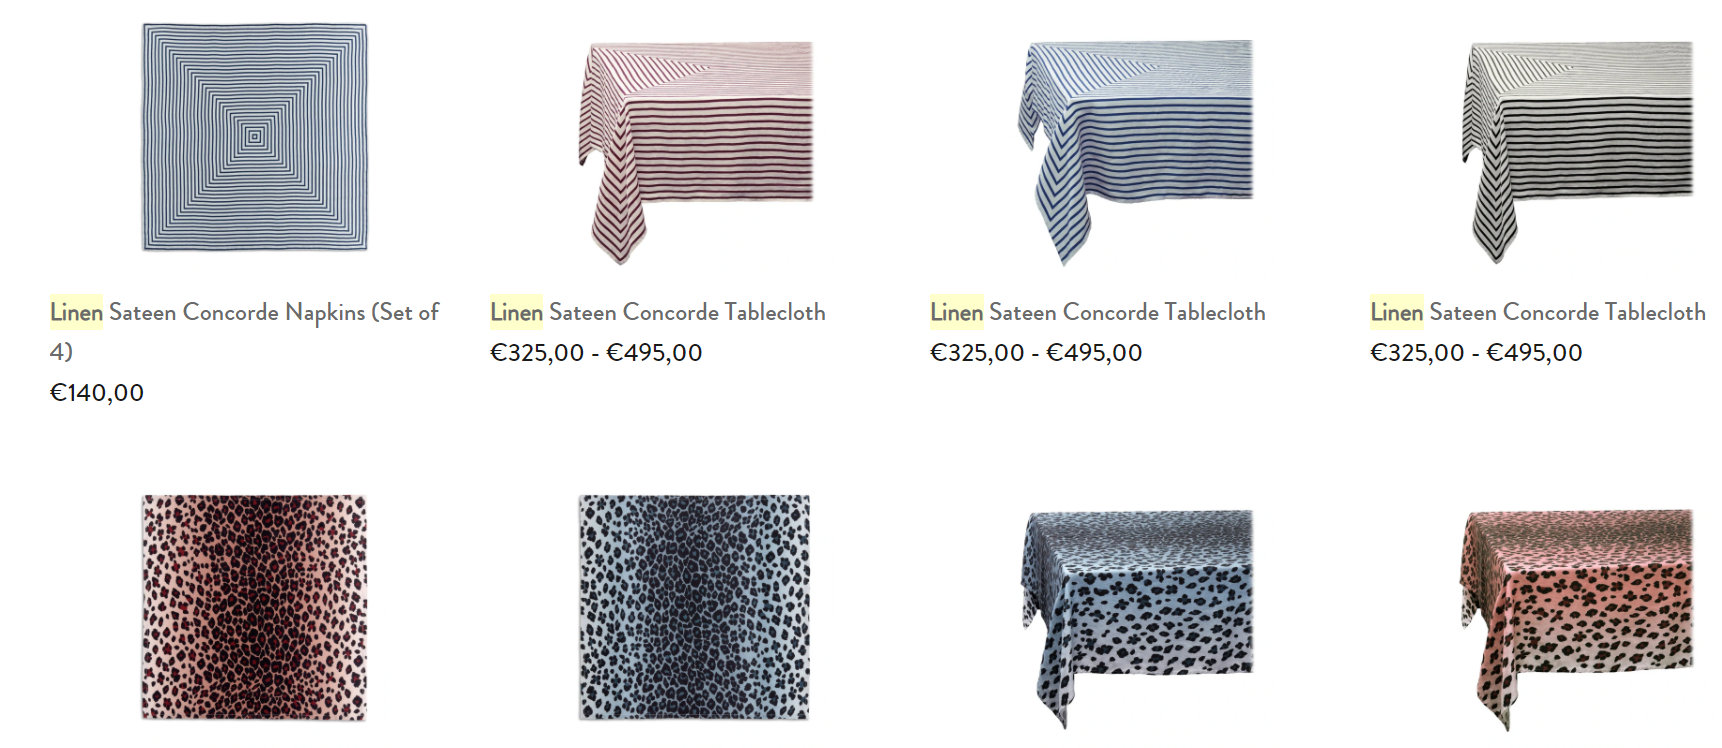 Linen Sateen Concorde Napkins (Set of
4)
€140,00
Linen Sateen Concorde Tablecloth
€325,00 - €495,00
Linen Sateen Concorde Tablecloth
€325,00 - €495,00
Linen Sateen Concorde Tablecloth
€325,00 - €495,00